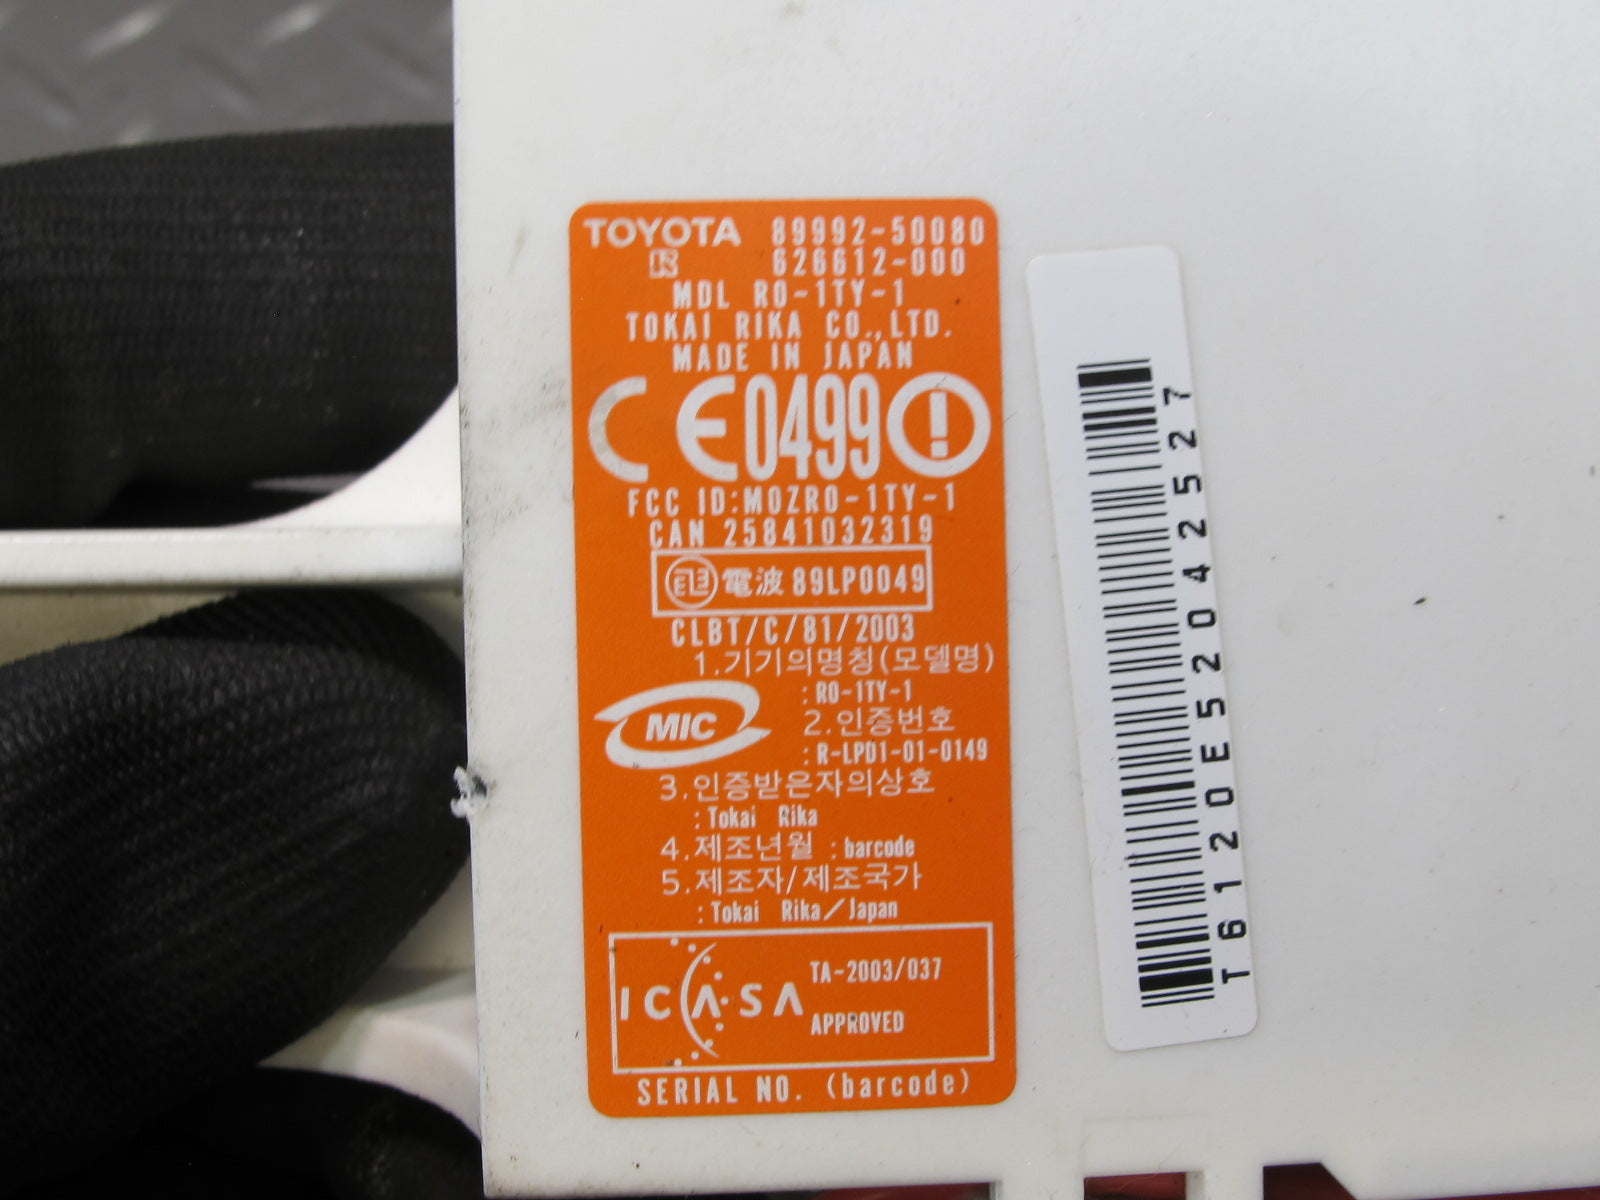 TOYOTA 89992-50080
626612-000
MDL RO-1TY-1
TOKAI RIKA CO.,LTD.
MADE IN JAPAN
CE0499
FCC ID:MOZRO-1TY-1
CAN 25841032319
電波 89LP0049
CLBT/C/81/2003
1.기기의명칭(모델명)
:RO-1TY-1
MIC
2.인증번호
:R-LPD1-01-0149
3.인증받은자의상호
:Tokai Rika
4.제조년월 :barcode
5.제조자/제조국가
:Tokai Rika/Japan
ICASA
TA-2003/037
APPROVED
SERIAL NO. (barcode)
T6120E5204 2527